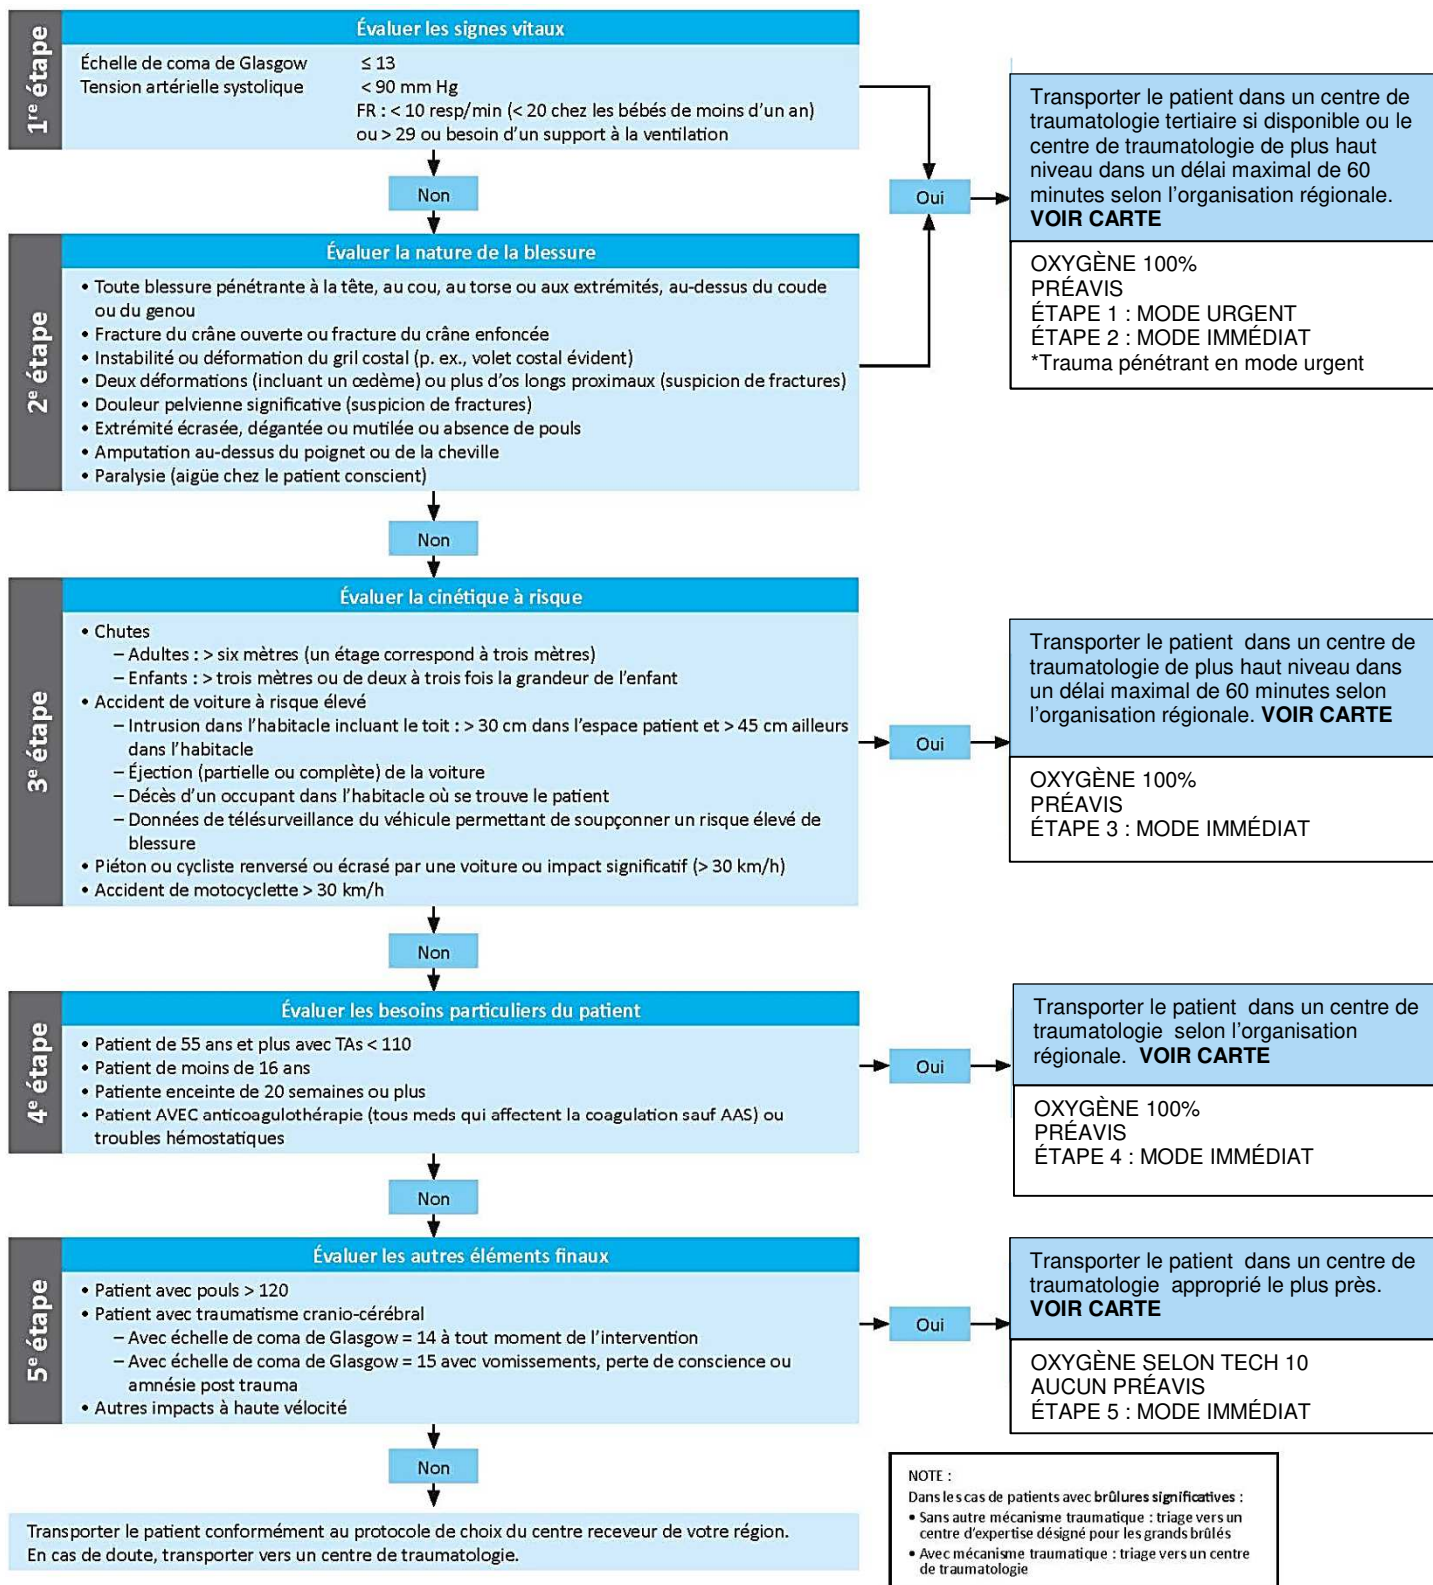 1re étape
Évaluer les signes vitaux
Échelle de coma de Glasgow ≤ 13
Tension artérielle systolique < 90 mm Hg
FR : < 10 resp/min (< 20 chez les bébés de moins d'un an)
ou > 29 ou besoin d'un support à la ventilation
Non
Oui
Transporter le patient dans un centre de
traumatologie tertiaire si disponible ou le
centre de traumatologie de plus haut
niveau dans un délai maximal de 60
minutes selon l'organisation régionale.
VOIR CARTE
OXYGÈNE 100%
PRÉAVIS
ÉTAPE 1 : MODE URGENT
ÉTAPE 2 : MODE IMMÉDIAT
*Trauma pénétrant en mode urgent
2e étape
Évaluer la nature de la blessure
• Toute blessure pénétrante à la tête, au cou, au torse ou aux extrémités, au-dessus du coude
ou du genou
• Fracture du crâne ouverte ou fracture du crâne enfoncée
• Instabilité ou déformation du gril costal (p. ex., volet costal évident)
• Deux déformations (incluant un œdème) ou plus d'os longs proximaux (suspicion de fractures)
• Douleur pelvienne significative (suspicion de fractures)
• Extrémité écrasée, dégantée ou mutilée ou absence de pouls
• Amputation au-dessus du poignet ou de la cheville
• Paralysie (aigüe chez le patient conscient)
Non
3e étape
Évaluer la cinétique à risque
• Chutes
– Adultes : > six mètres (un étage correspond à trois mètres)
– Enfants : > trois mètres ou de deux à trois fois la grandeur de l'enfant
• Accident de voiture à risque élevé
– Intrusion dans l'habitacle incluant le toit : > 30 cm dans l'espace patient et > 45 cm ailleurs
dans l'habitacle
– Éjection (partielle ou complète) de la voiture
– Décès d'un occupant dans l'habitacle où se trouve le patient
– Données de télésurveillance du véhicule permettant de soupçonner un risque élevé de
blessure
• Piéton ou cycliste renversé ou écrasé par une voiture ou impact significatif (> 30 km/h)
• Accident de motocyclette > 30 km/h
Oui
Transporter le patient dans un centre de
traumatologie de plus haut niveau dans
un délai maximal de 60 minutes selon
l'organisation régionale. VOIR CARTE
OXYGÈNE 100%
PRÉAVIS
ÉTAPE 3 : MODE IMMÉDIAT
Non
4e étape
Évaluer les besoins particuliers du patient
• Patient de 55 ans et plus avec TAs < 110
• Patient de moins de 16 ans
• Patiente enceinte de 20 semaines ou plus
• Patient AVEC anticoagulothérapie (tous meds qui affectent la coagulation sauf AAS) ou
troubles hémostatiques
Oui
Transporter le patient dans un centre de
traumatologie selon l'organisation
régionale. VOIR CARTE
OXYGÈNE 100%
PRÉAVIS
ÉTAPE 4 : MODE IMMÉDIAT
Non
5e étape
Évaluer les autres éléments finaux
• Patient avec pouls > 120
• Patient avec traumatisme cranio-cérébral
– Avec échelle de coma de Glasgow = 14 à tout moment de l'intervention
– Avec échelle de coma de Glasgow = 15 avec vomissements, perte de conscience ou
amnésie post trauma
• Autres impacts à haute vélocité
Oui
Transporter le patient dans un centre de
traumatologie approprié le plus près.
VOIR CARTE
OXYGÈNE SELON TECH 10
AUCUN PRÉAVIS
ÉTAPE 5 : MODE IMMÉDIAT
Non
Transporter le patient conformément au protocole de choix du centre receveur de votre région.
En cas de doute, transporter vers un centre de traumatologie.
NOTE :
Dans les cas de patients avec brûlures significatives :
• Sans autre mécanisme traumatique : triage vers un
centre d'expertise désigné pour les grands brûlés
• Avec mécanisme traumatique : triage vers un centre
de traumatologie